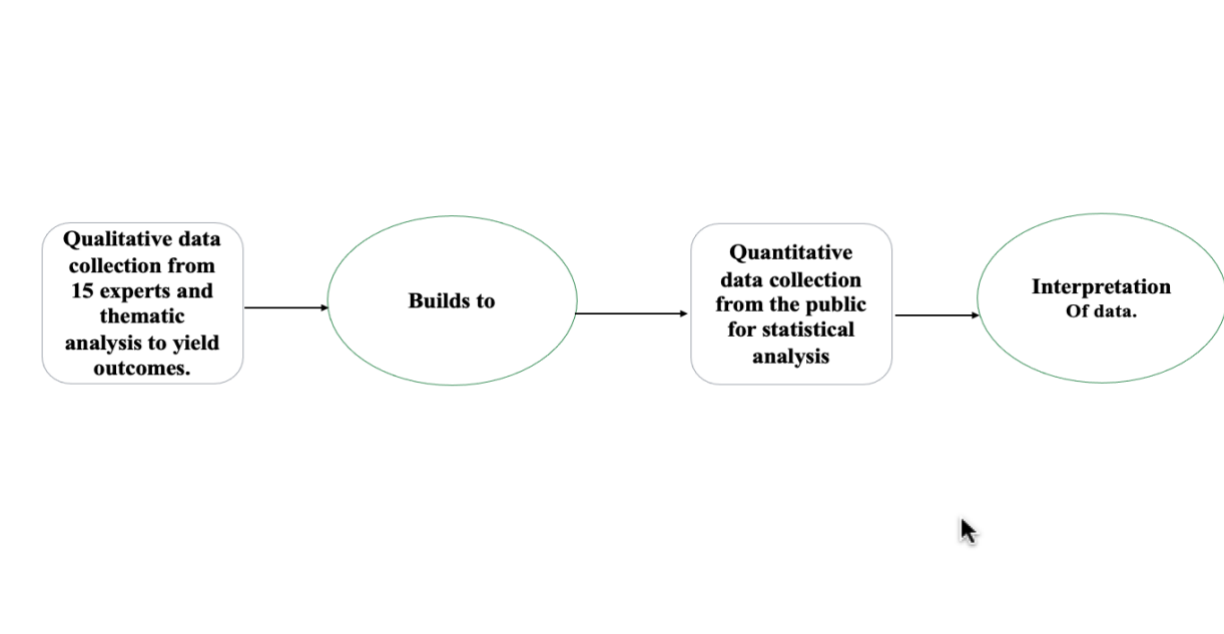 Qualitative data
collection from
15 experts and
thematic
analysis to yield
outcomes.
Builds to
Quantitative
data collection
from the public
for statistical
analysis
Interpretation
Of data.